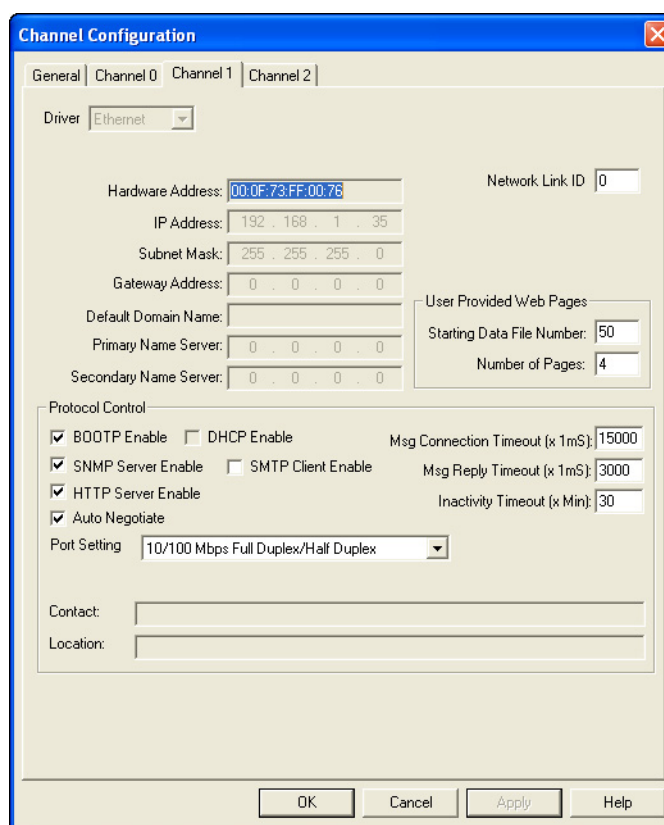 Channel Configuration
General Channel 0 Channel 1 Channel 2
Driver Ethernet
Hardware Address: 00:0F:73:FF:00:76
Network Link ID 0
IP Address: 192 . 168 . 1 . 35
Subnet Mask: 255 . 255 . 255 . 0
Gateway Address: 0 . 0 . 0 . 0
Default Domain Name:
Primary Name Server: 0 . 0 . 0 . 0
Secondary Name Server: 0 . 0 . 0 . 0
User Provided Web Pages
Starting Data File Number: 50
Number of Pages: 4
Protocol Control
BOOTP Enable DHCP Enable
SNMP Server Enable SMTP Client Enable
HTTP Server Enable
Auto Negotiate
Msg Connection Timeout (x 1mS): 15000
Msg Reply Timeout (x 1mS): 3000
Inactivity Timeout (x Min): 30
Port Setting 10/100 Mbps Full Duplex/Half Duplex
Contact:
Location:
OK Cancel Apply Help